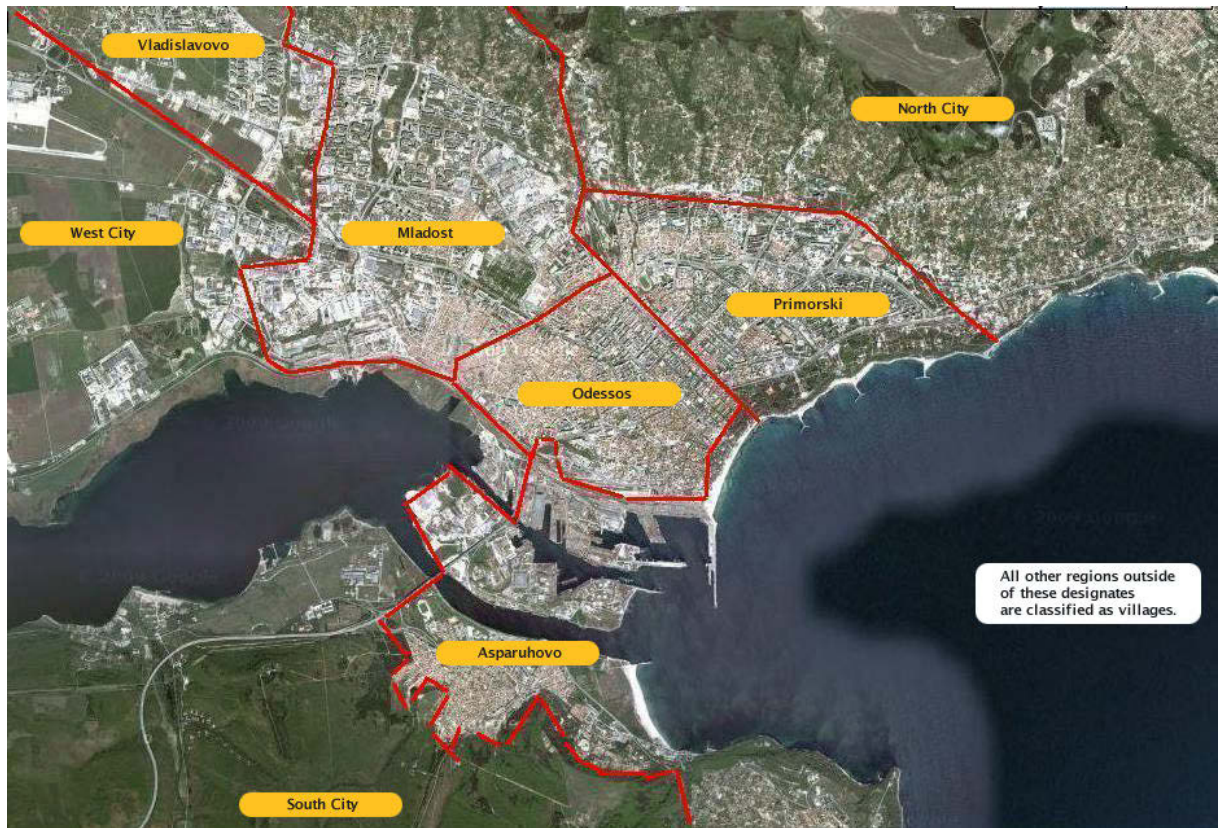 Vladislavovo
North City
West City
Mladost
Primorski
Odessos
All other regions outside
of these designates
are classified as villages.
Asparuhovo
South City